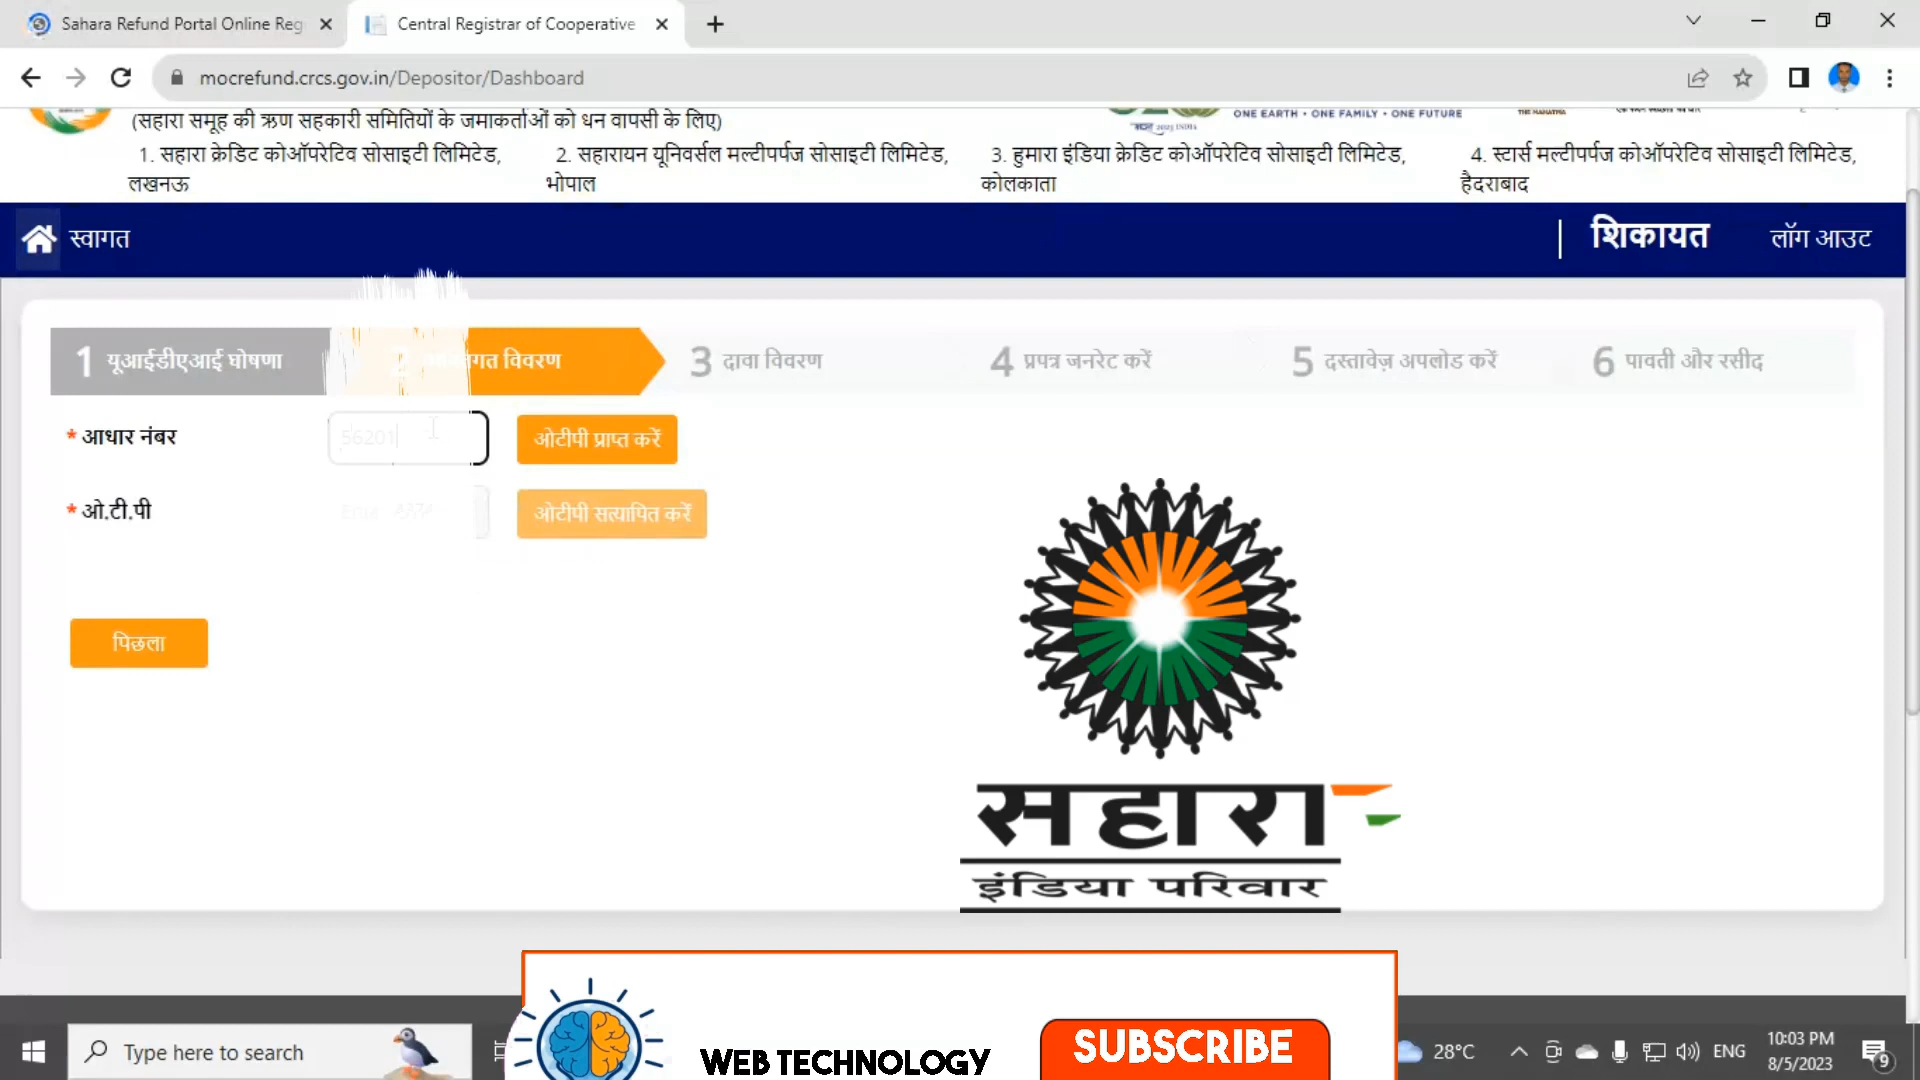 Sahara Refund Portal Online Reg
Central Registrar of Cooperative
mocrefund.crcs.gov.in/Depositor/Dashboard
(सहारा समूह की ऋण सहकारी समितियों के जमाकर्ताओं को धन वापसी के लिए)
ONE EARTH • ONE FAMILY • ONE FUTURE
1. सहारा क्रेडिट कोऑपरेटिव सोसाइटी लिमिटेड, लखनऊ
2. सहारायन यूनिवर्सल मल्टीपर्पज सोसाइटी लिमिटेड, भोपाल
3. हुमारा इंडिया क्रेडिट कोऑपरेटिव सोसाइटी लिमिटेड, कोलकाता
4. स्टार्स मल्टीपर्पज कोऑपरेटिव सोसाइटी लिमिटेड, हैदराबाद
स्वागत
शिकायत
लॉग आउट
1 यूआईडीएआई घोषणा
2 विवरण
3 दावा विवरण
4 प्रपत्र जनरेट करें
5 दस्तावेज़ अपलोड करें
6 पावती और रसीद
* आधार नंबर
56201
ओटीपी प्राप्त करें
* ओ.टी.पी
ओटीपी सत्यापित करें
पिछला
सहारा
इंडिया परिवार
WEB TECHNOLOGY
SUBSCRIBE
Type here to search
28°C
ENG
10:03 PM
8/5/2023
9